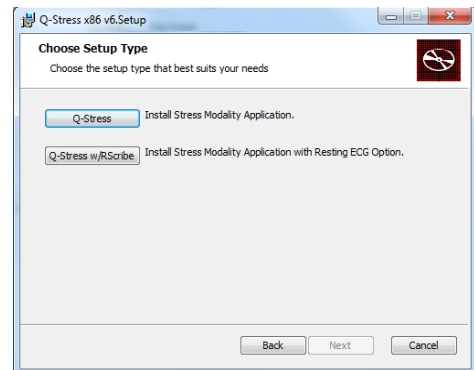 Q-Stress x86 v6.Setup
Choose Setup Type
Choose the setup type that best suits your needs
Q-Stress Install Stress Modality Application.
Q-Stress w/RScribe Install Stress Modality Application with Resting ECG Option.
Back Next Cancel